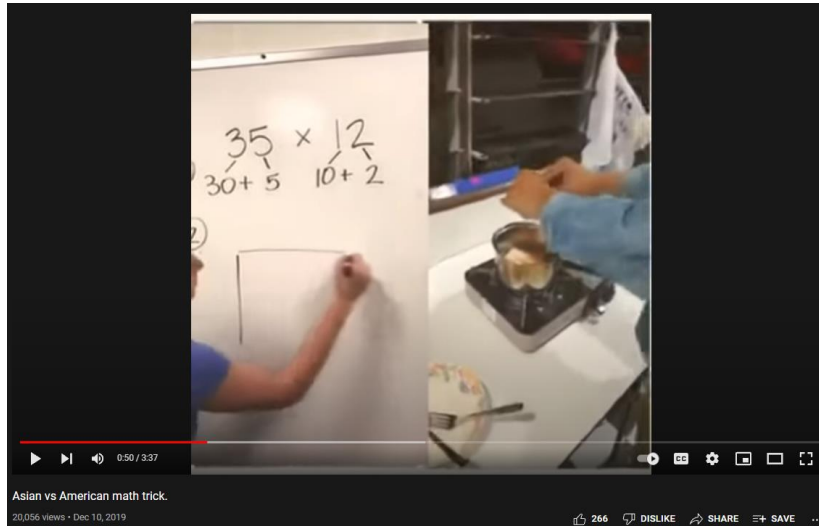 35 x 12
30+ 5 10+ 2
2
0:50 / 3:37
CC
Asian vs American math trick.
20,056 views • Dec 10, 2019
266 DISLIKE SHARE SAVE